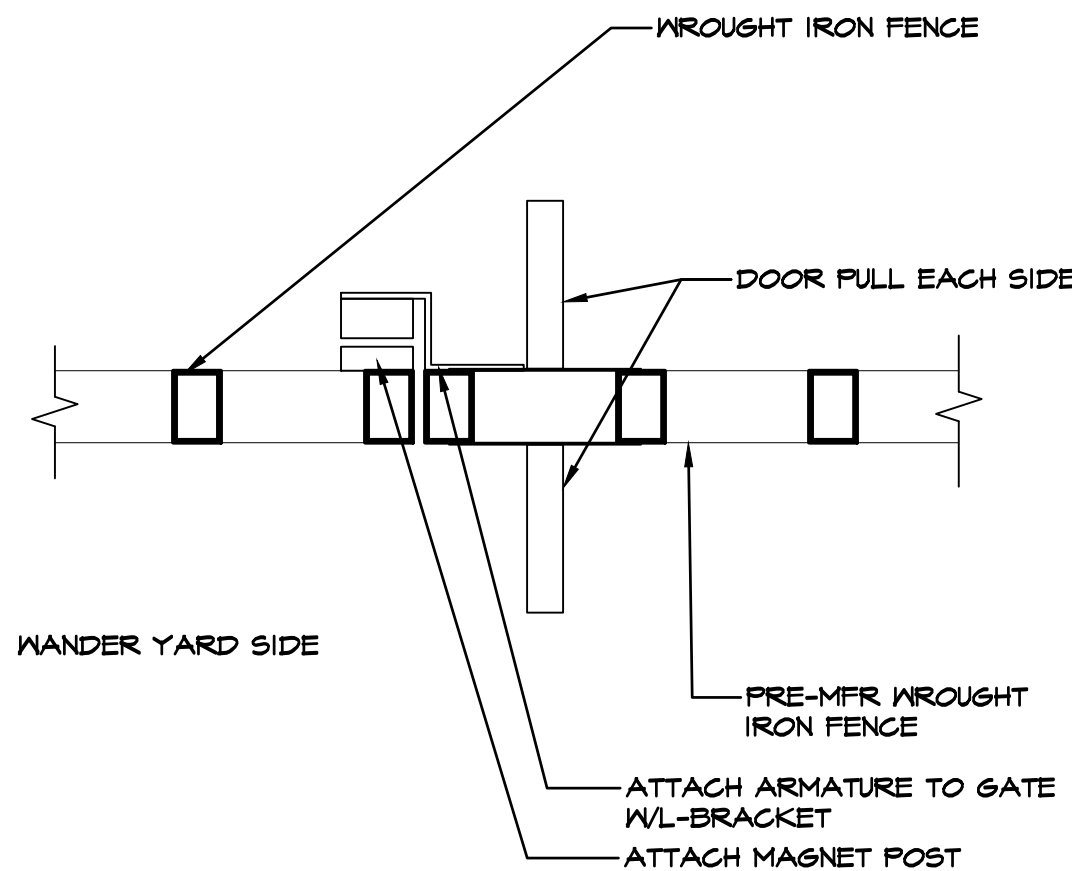 WROUGHT IRON FENCE
DOOR PULL EACH SIDE
WANDER YARD SIDE
PRE-MFR WROUGHT
IRON FENCE
ATTACH ARMATURE TO GATE
W/L-BRACKET
ATTACH MAGNET POST